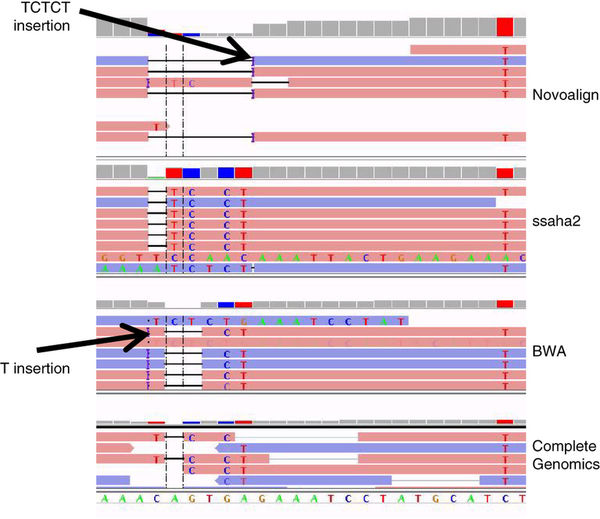 TCTCT
insertion
T
T
T
T C T
T
Novoalign
T
T
T C C T T
T C C T
T C C T T
T C C T T
ssaha2
T C C T T
T C C T T
G G T T C C A A C A A A T T A C T G A A G A A A C
A A A A T C T C T T
T C T C T G A A A T C C T A T
C T T
C T T
BWA
T insertion
C T T
C T T
C T T
T C C T
T T
Complete
Genomics
T C C T T
C C T T
C T T
A A A C A G T G A G A A A T C C T A T G C A T C T